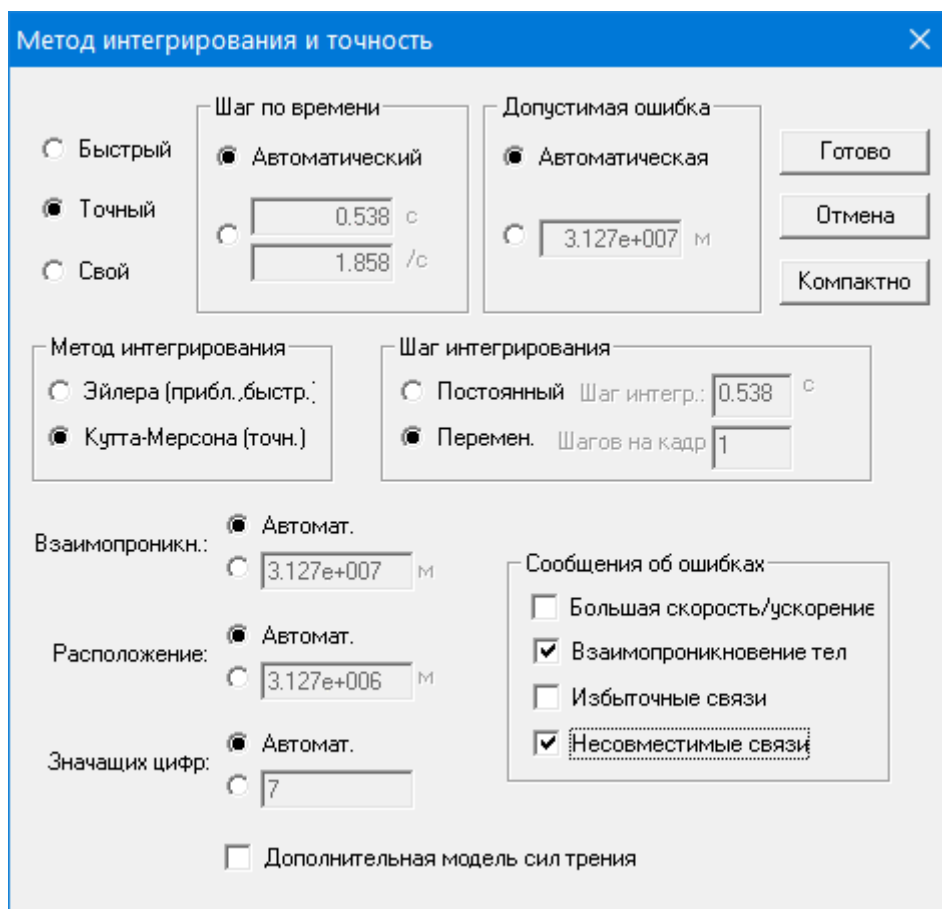 Метод интегрирования и точность
Быстрый
Точный
Свой
Шаг по времени
Автоматический
0.538 с
1.858 /с
Допустимая ошибка
Автоматическая
3.127e+007 м
Готово
Отмена
Компактно
Метод интегрирования
Эйлера (прибл.,быстр.)
Кутта-Мерсона (точн.)
Шаг интегрирования
Постоянный Шаг интегр.: 0.538 с
Перемен. Шагов на кадр 1
Взаимопроникн.:
Автомат.
3.127e+007 м
Расположение:
Автомат.
3.127e+006 м
Значащих цифр:
Автомат.
7
Сообщения об ошибках
Большая скорость/ускорение
Взаимопроникновение тел
Избыточные связи
Несовместимые связи
Дополнительная модель сил трения